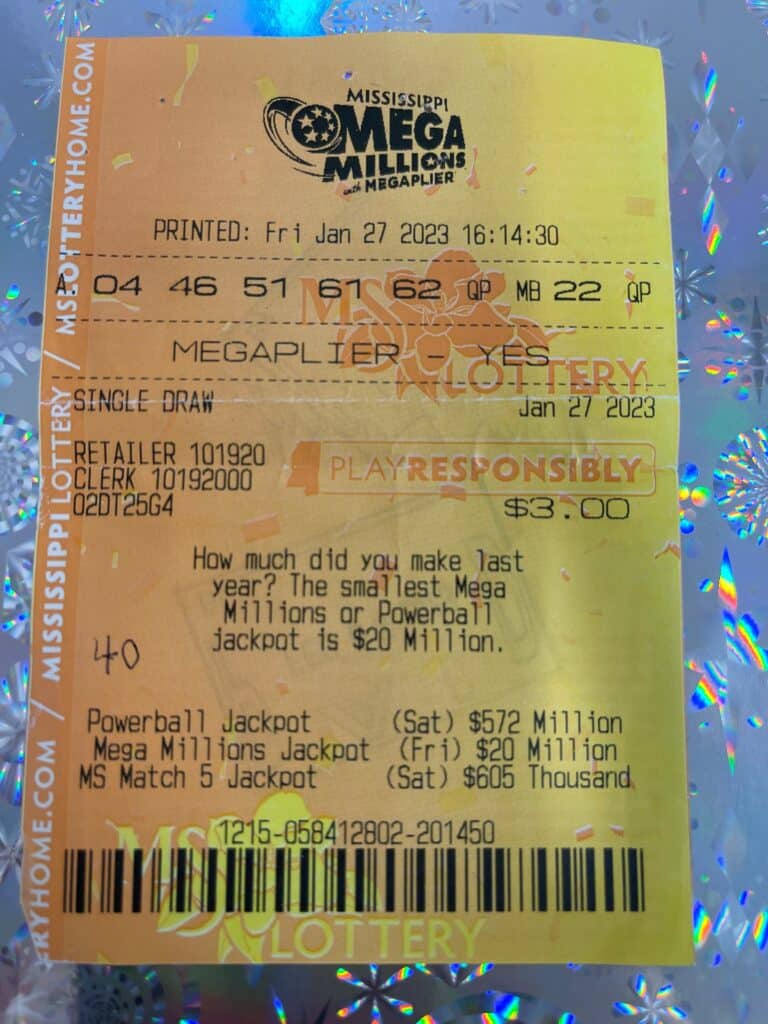 MISSISSIPPI
MEGA
MILLIONS
with MEGAPLIER
PRINTED: Fri Jan 27 2023 16:14:30
A. 04 46 51 61 62 QP MB 22 QP
MEGAPLIER - YES
SINGLE DRAW Jan 27 2023
RETAILER 101920
CLERK 10192000
02DT25G4
PLAYRESPONSIBLY
$3.00
How much did you make last
year? The smallest Mega
Millions or Powerball
jackpot is $20 Million.
40
Powerball Jackpot (Sat) $572 Million
Mega Millions Jackpot (Fri) $20 Million
MS Match 5 Jackpot (Sat) $605 Thousand
1215-058412802-201450
MS
LOTTERY
MS
LOTTERY
ERYHOME.COM / MISSISSIPPI LOTTERY / MSLOTTERYHOME.COM